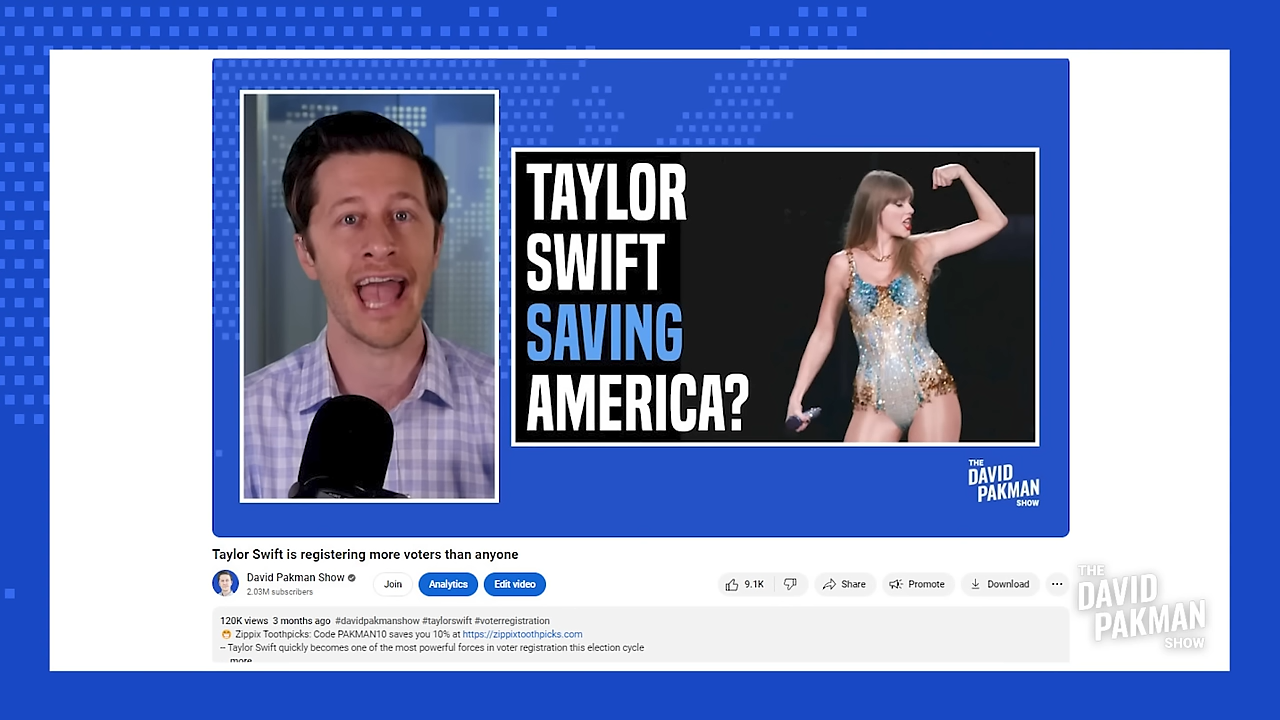 TAYLOR
SWIFT
SAVING
AMERICA?
THE
DAVID
PAKMAN
SHOW
Taylor Swift is registering more voters than anyone
David Pakman Show
2.03M subscribers
Join
Analytics
Edit video
9.1K
Share
Promote
Download
120K views 3 months ago #davidpakmanshow #taylorswift #voterregistration
😁 Zippix Toothpicks: Code PAKMAN10 saves you 10% at https://zippixtoothpicks.com
-- Taylor Swift quickly becomes one of the most powerful forces in voter registration this election cycle
...more
THE
DAVID
PAKMAN
SHOW